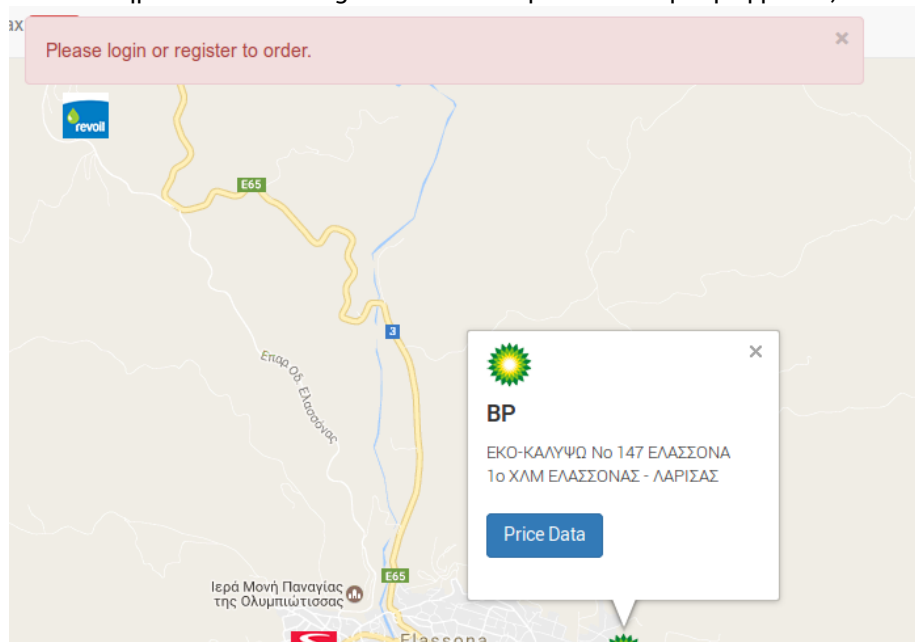 ax
Please login or register to order.
×
revoil
E65
3
Επαρ.Οδ. Ελασσόνας
×
BP
ΕΚΟ-ΚΑΛΥΨΩ Νο 147 ΕΛΑΣΣΟΝΑ
1ο ΧΛΜ ΕΛΑΣΣΟΝΑΣ - ΛΑΡΙΣΑΣ
Price Data
E65
Ιερά Μονή Παναγίας
της Ολυμπιώτισσας
Elassona